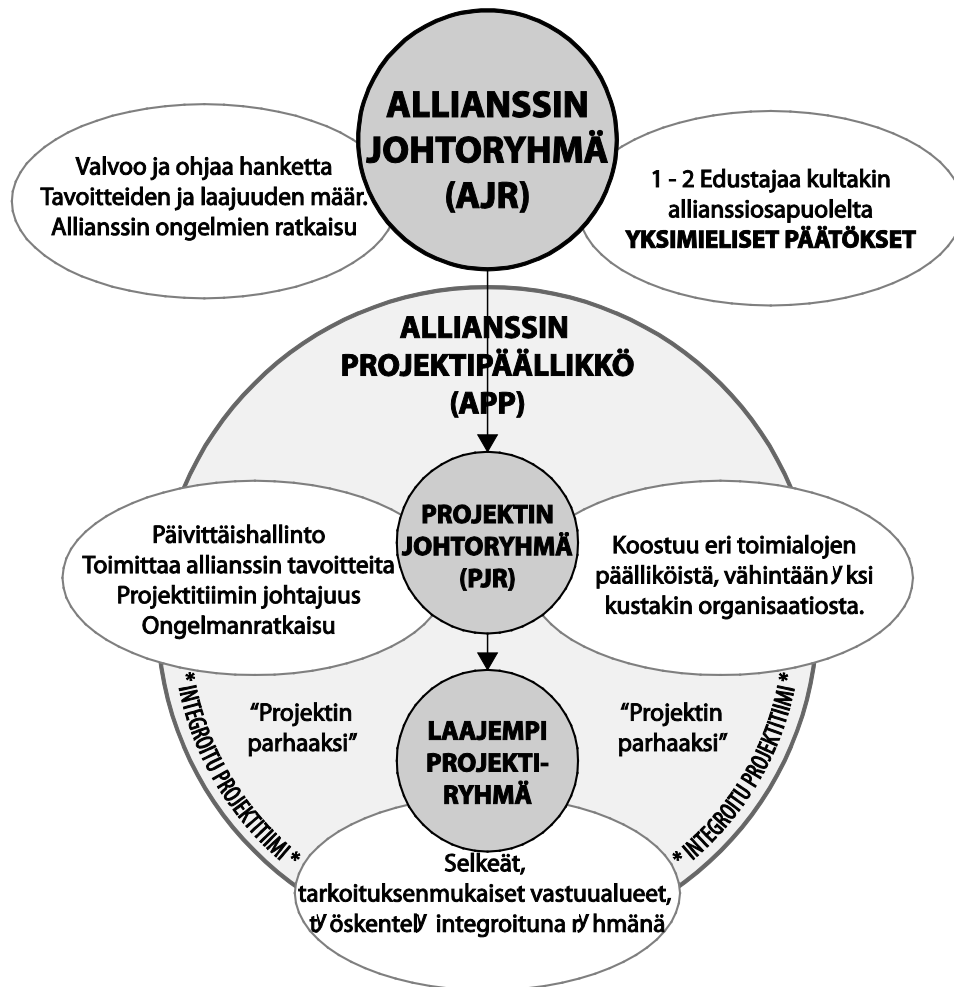 ALLIANSSIN
JOHTORYHMÄ
(AJR)
Valvoo ja ohjaa hanketta
Tavoitteiden ja laajuuden määr.
Allianssin ongelmien ratkaisu
1 - 2 Edustajaa kultakin
allianssiosapuolelta
YKSIMIELISET PÄÄTÖKSET
ALLIANSSIN
PROJEKTIPÄÄLLIKKÖ
(APP)
PROJEKTIN
JOHTORYHMÄ
(PJR)
Päivittäishallinto
Toimittaa allianssin tavoitteita
Projektitiimin johtajuus
Ongelmanratkaisu
Koostuu eri toimialojen
päälliköistä, vähintään yksi
kustakin organisaatiosta.
* INTEGROITU PROJEKTITIIMI *
"Projektin
parhaaksi"
LAAJEMPI
PROJEKTI-
RYHMÄ
"Projektin
parhaaksi"
* INTEGROITU PROJEKTITIIMI *
Selkeät,
tarkoituksenmukaiset vastuualueet,
työskentely integroituna ryhmänä